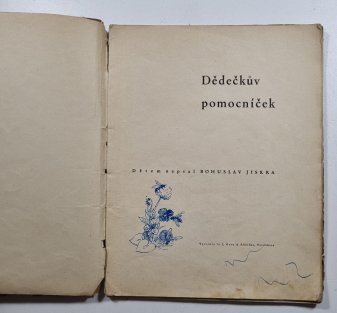 Dědečkův
pomocníček
Dětem napsal BOHUSLAV JISKRA